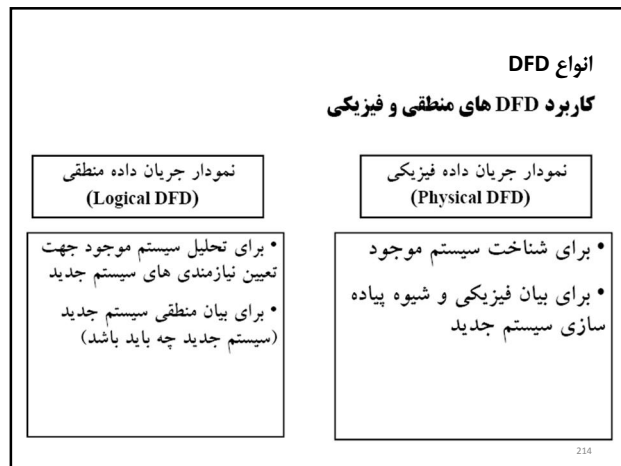 انواع DFD
کاربرد DFD های منطقی و فیزیکی
نمودار جریان داده فیزیکی
(Physical DFD)
• برای شناخت سیستم موجود
• برای بیان فیزیکی و شیوه پیاده
سازی سیستم جدید
نمودار جریان داده منطقی
(Logical DFD)
• برای تحلیل سیستم موجود جهت
تعیین نیازمندی های سیستم جدید
• برای بیان منطقی سیستم جدید
(سیستم جدید چه باید باشد)
214